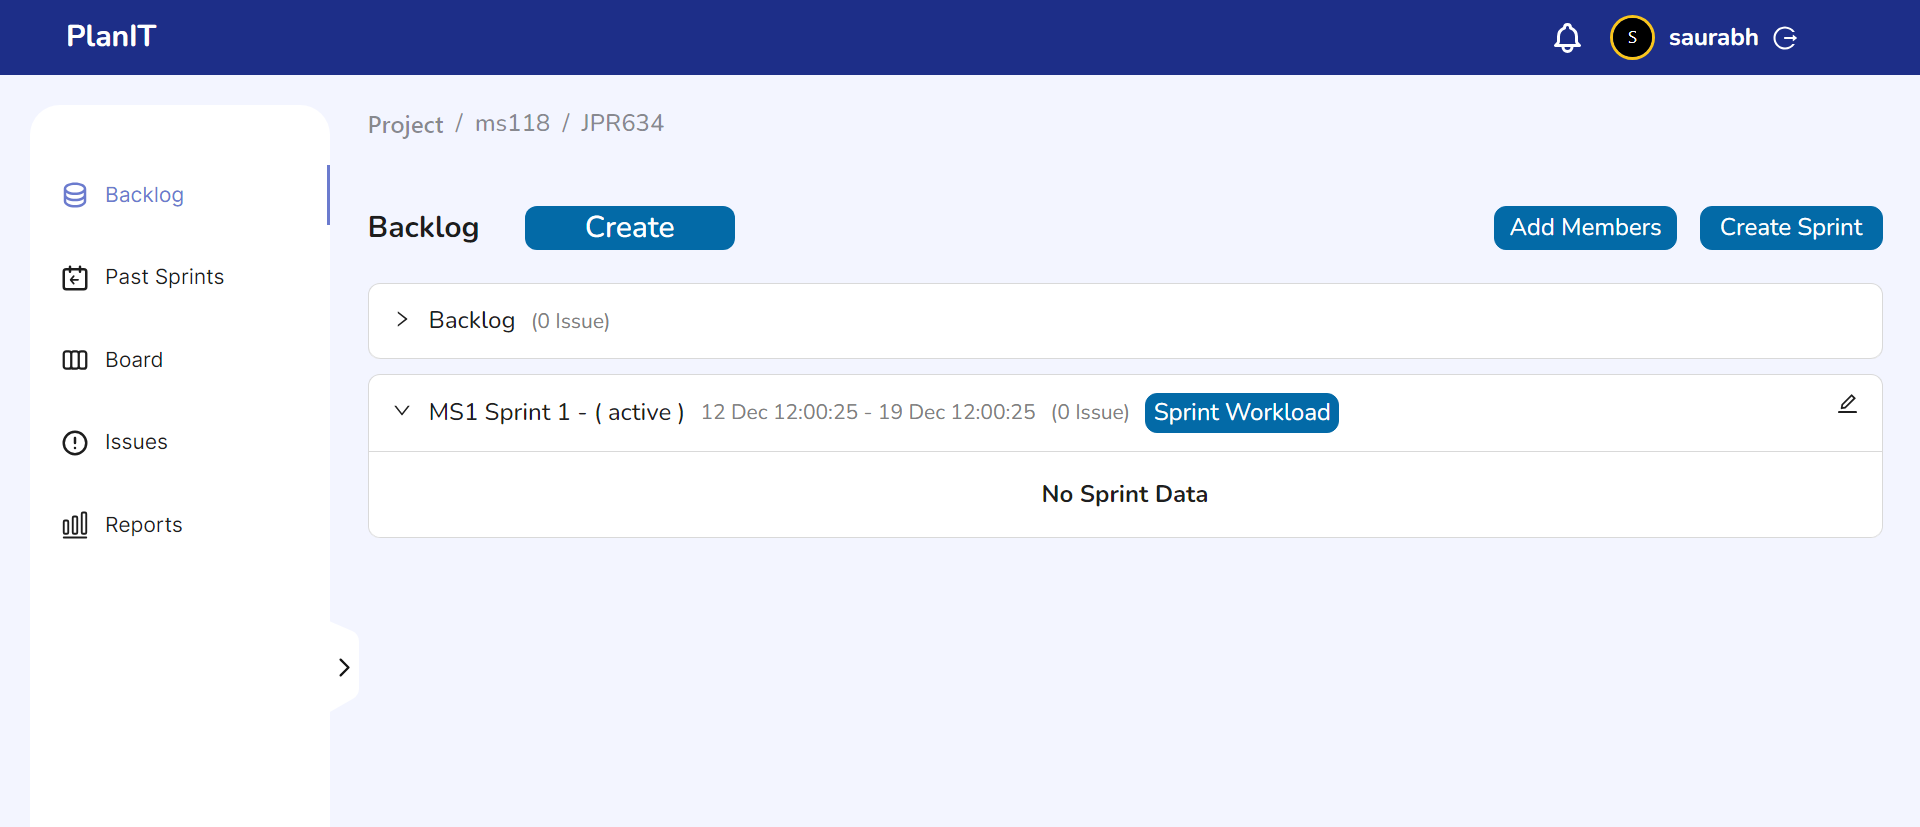 PlanIT
S saurabh
Project / ms118 / JPR634
Backlog
Past Sprints
Board
Issues
Reports
Backlog Create Add Members Create Sprint
Backlog (0 Issue)
MS1 Sprint 1 - ( active ) 12 Dec 12:00:25 - 19 Dec 12:00:25 (0 Issue) Sprint Workload
No Sprint Data